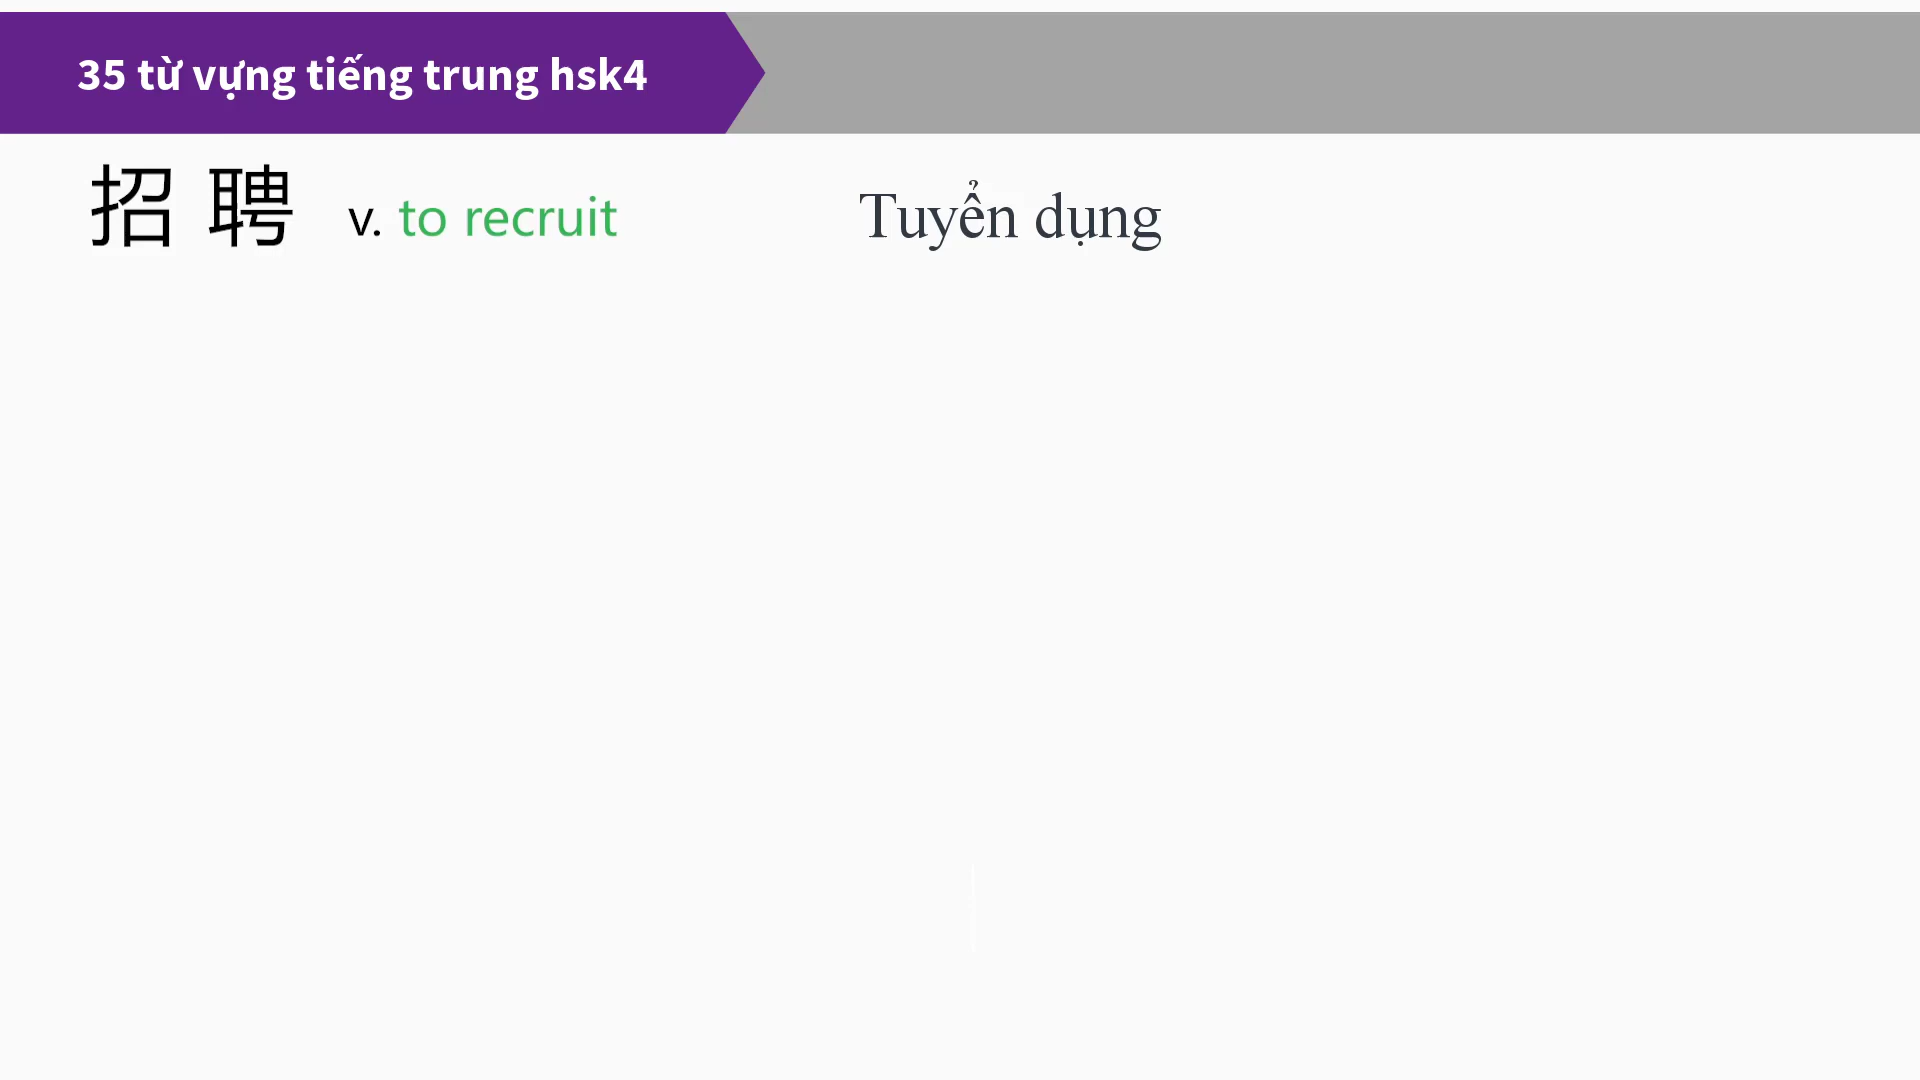 35 từ vựng tiếng trung hsk4
招聘 v. to recruit Tuyển dụng